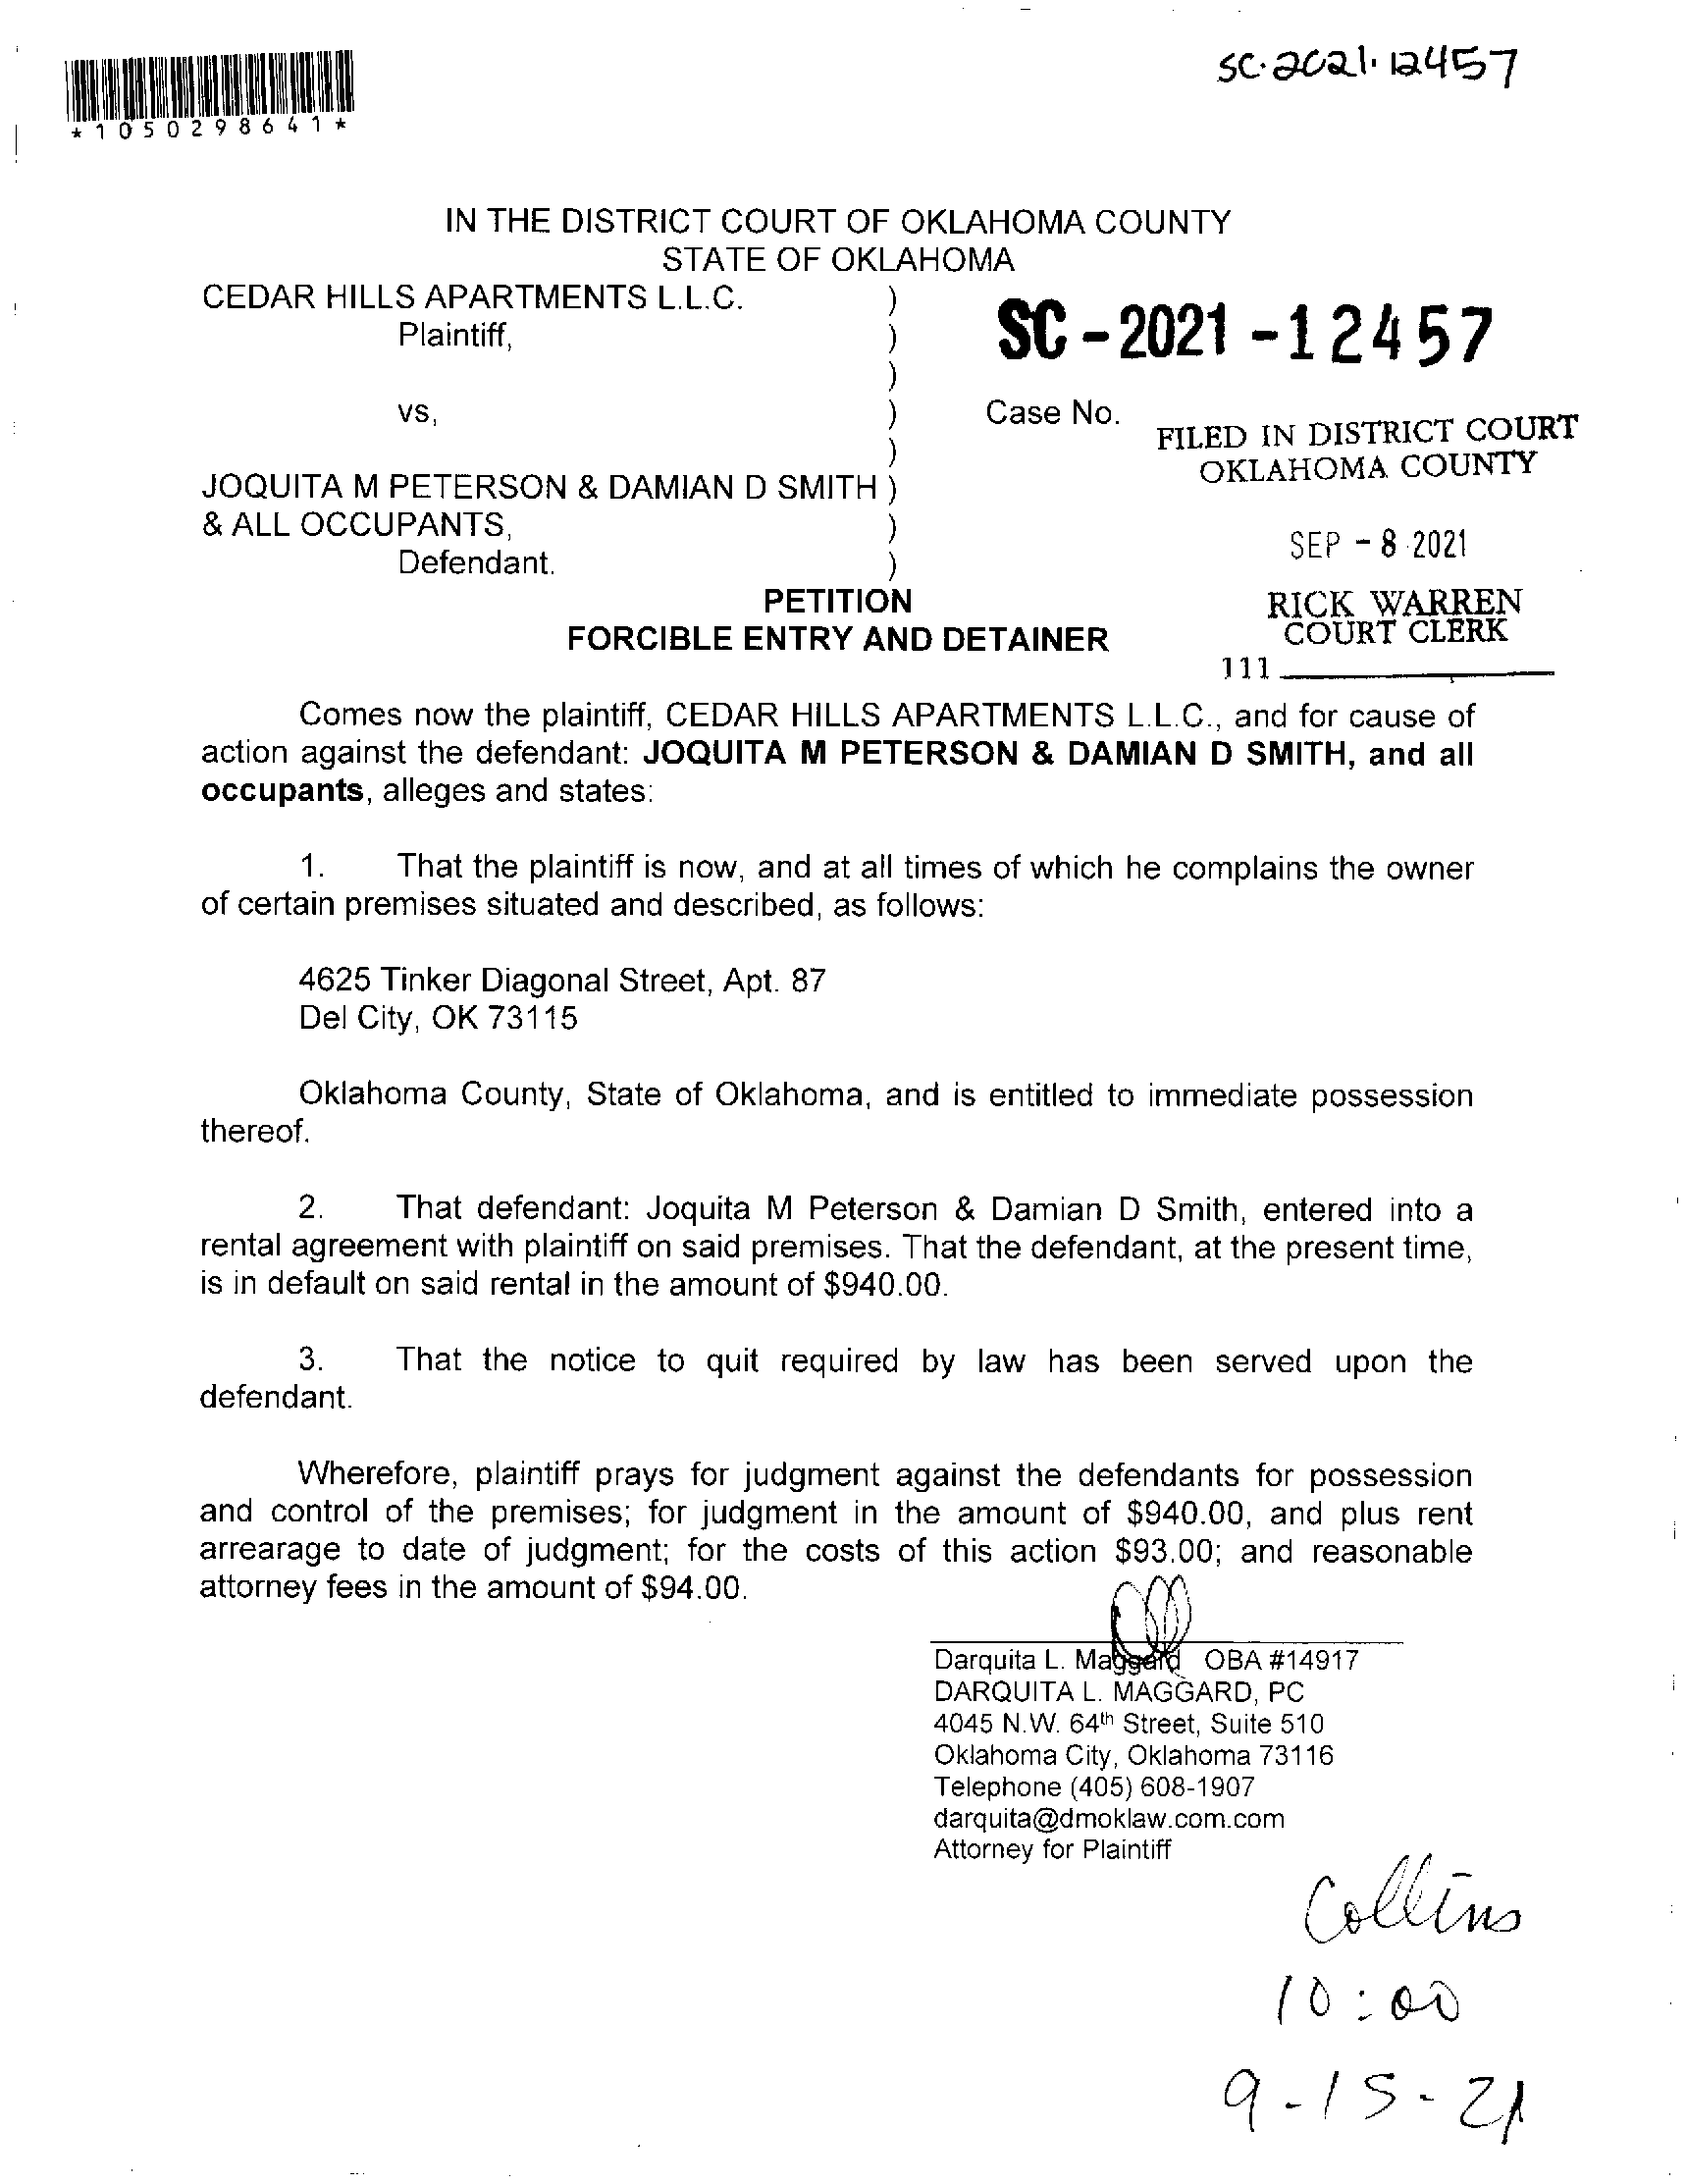 SC·2021·12457
*1050298641*
IN THE DISTRICT COURT OF OKLAHOMA COUNTY
STATE OF OKLAHOMA
CEDAR HILLS APARTMENTS L.L.C. )
Plaintiff, )
SC-2021-12457
)
vs, ) Case No.
)
FILED IN DISTRICT COURT
OKLAHOMA COUNTY
JOQUITA M PETERSON & DAMIAN D SMITH )
& ALL OCCUPANTS, )
Defendant. )
SEP - 8 2021
RICK WARREN
COURT CLERK
111
PETITION
FORCIBLE ENTRY AND DETAINER
Comes now the plaintiff, CEDAR HILLS APARTMENTS L.L.C., and for cause of
action against the defendant: JOQUITA M PETERSON & DAMIAN D SMITH, and all
occupants, alleges and states:
1. That the plaintiff is now, and at all times of which he complains the owner
of certain premises situated and described, as follows:
4625 Tinker Diagonal Street, Apt. 87
Del City, OK 73115
Oklahoma County, State of Oklahoma, and is entitled to immediate possession
thereof.
2. That defendant: Joquita M Peterson & Damian D Smith, entered into a
rental agreement with plaintiff on said premises. That the defendant, at the present time,
is in default on said rental in the amount of $940.00.
3. That the notice to quit required by law has been served upon the
defendant.
Wherefore, plaintiff prays for judgment against the defendants for possession
and control of the premises; for judgment in the amount of $940.00, and plus rent
arrearage to date of judgment; for the costs of this action $93.00; and reasonable
attorney fees in the amount of $94.00.
Darquita L. Maggard OBA #14917
DARQUITA L. MAGGARD, PC
4045 N.W. 64th Street, Suite 510
Oklahoma City, Oklahoma 73116
Telephone (405) 608-1907
darquita@dmoklaw.com.com
Attorney for Plaintiff
Collins
10:00
9-15-21